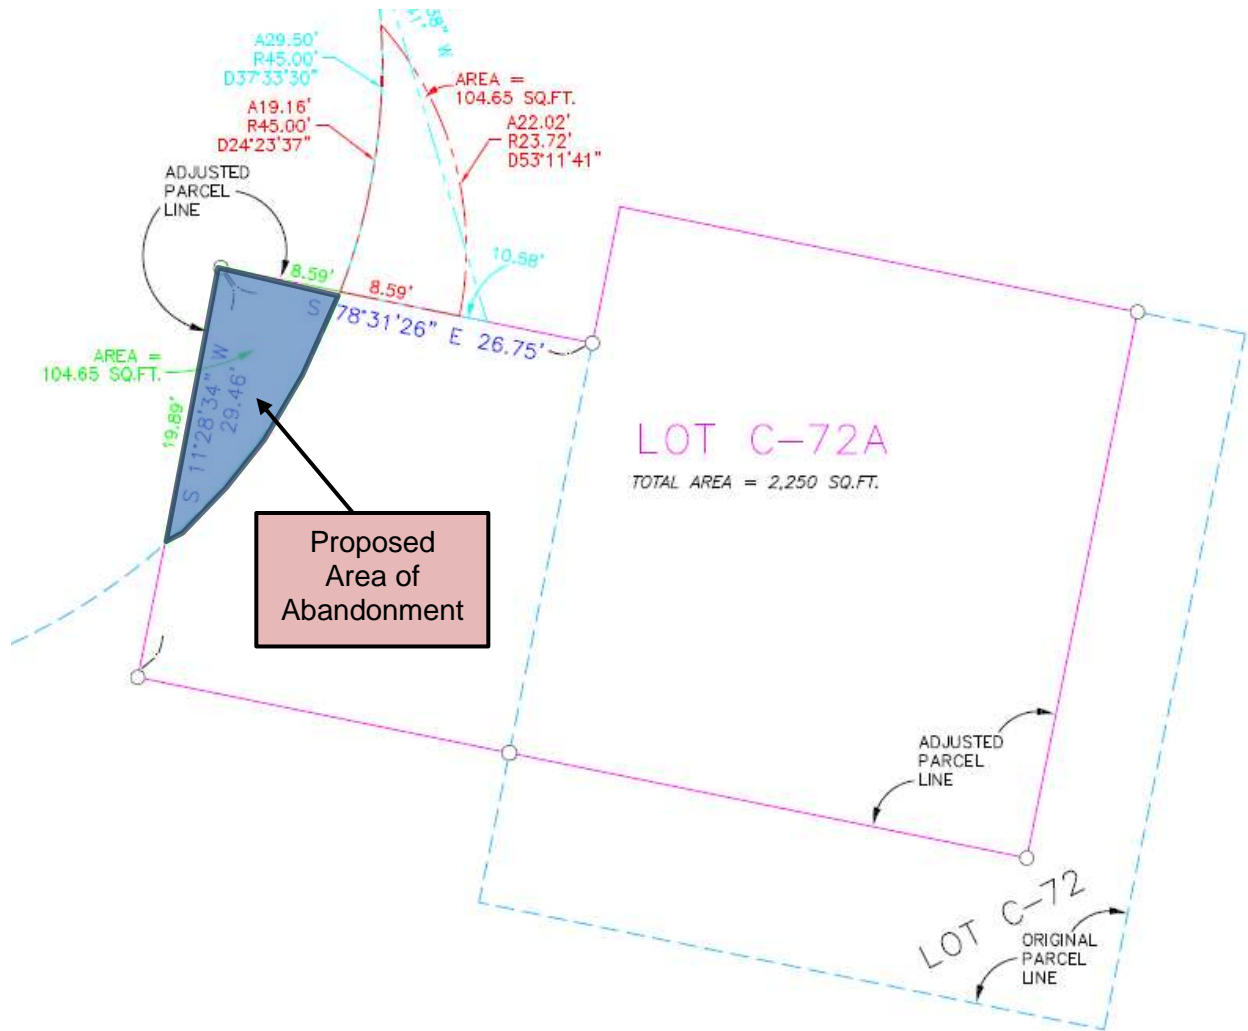 A29.50'
R45.00'
D37°33'30"
A19.16'
R45.00'
D24°23'37"
W
AREA =
104.65 SQ.FT.
A22.02'
R23.72'
D53°11'41"
ADJUSTED
PARCEL
LINE
10.58'
8.59'
8.59'
S 78°31'26" E 26.75'
AREA =
104.65 SQ.FT.
19.89'
S 11°28'34" W
29.46'
LOT C-72A
TOTAL AREA = 2,250 SQ.FT.
Proposed
Area of
Abandonment
ADJUSTED
PARCEL
LINE
LOT C-72
ORIGINAL
PARCEL
LINE